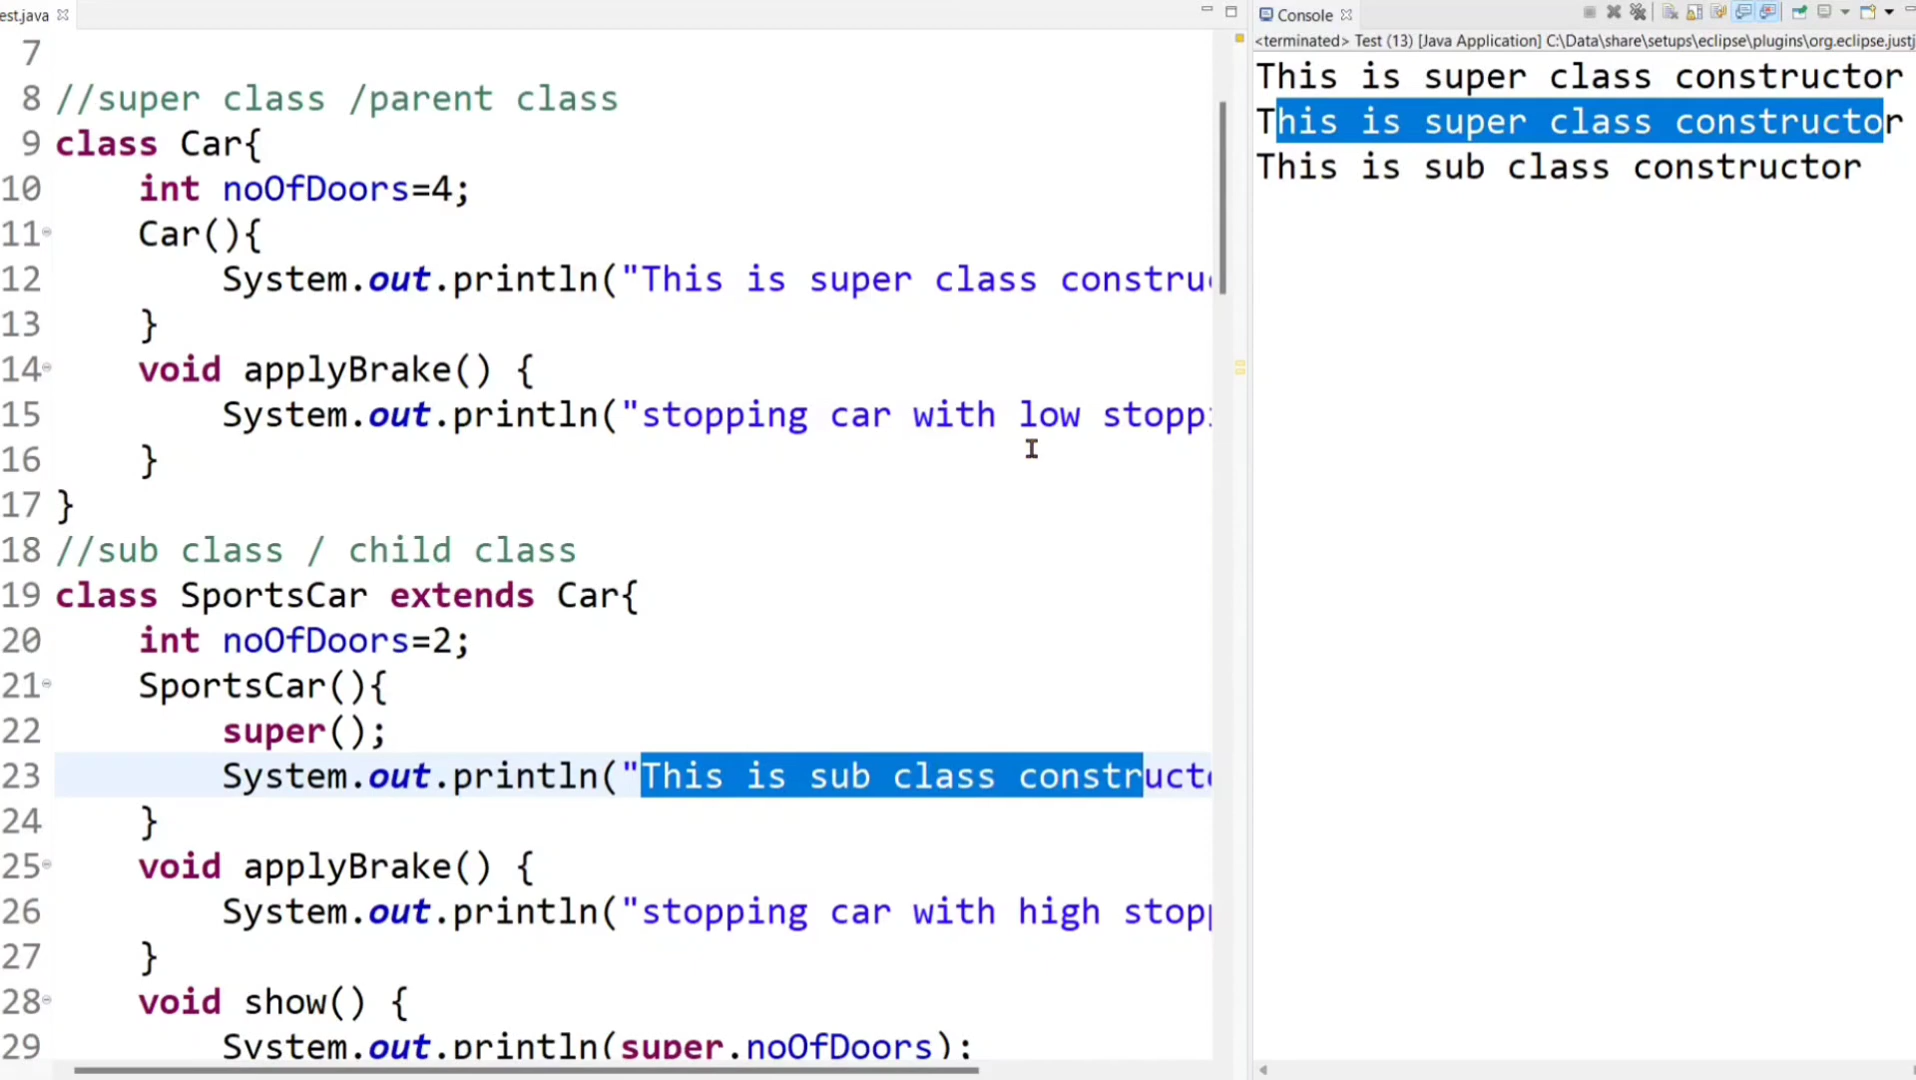 est.java
7
8 //super class /parent class
9 class Car{
10 int noOfDoors=4;
11 Car(){
12 System.out.println("This is super class constru
13 }
14 void applyBrake() {
15 System.out.println("stopping car with low stopp
16 }
17 }
18 //sub class / child class
19 class SportsCar extends Car{
20 int noOfDoors=2;
21 SportsCar(){
22 super();
23 System.out.println("This is sub class construct
24 }
25 void applyBrake() {
26 System.out.println("stopping car with high stop
27 }
28 void show() {
29 System.out.println(super.noOfDoors);
Console
<terminated> Test (13) [Java Application] C:\Data\share\setups\eclipse\plugins\org.eclipse.justj
This is super class constructor
This is super class constructor
This is sub class constructor